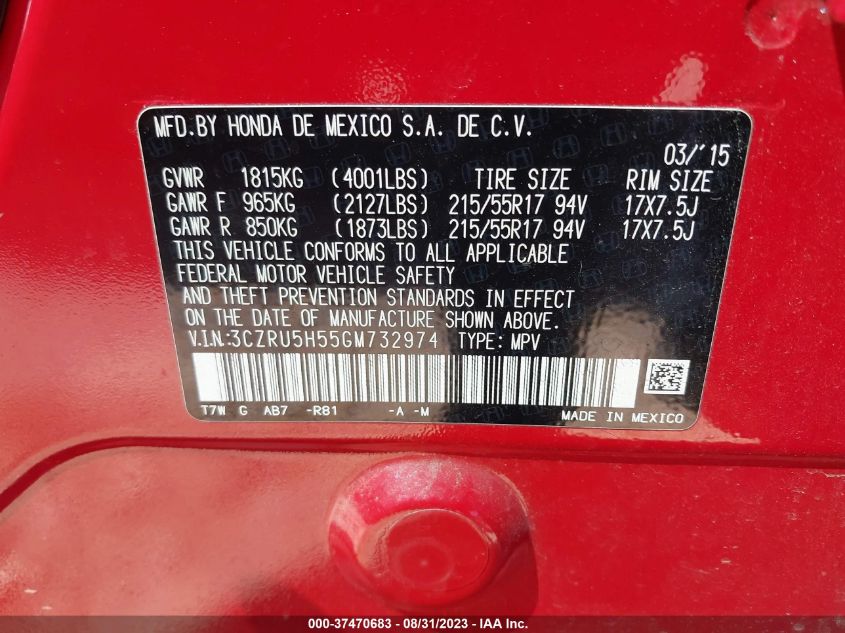 MFD.BY HONDA DE MEXICO S.A. DE C.V.
03/'15
GVWR 1815KG (4001LBS) TIRE SIZE RIM SIZE
GAWR F 965KG (2127LBS) 215/55R17 94V 17X7.5J
GAWR R 850KG (1873LBS) 215/55R17 94V 17X7.5J
THIS VEHICLE CONFORMS TO ALL APPLICABLE
FEDERAL MOTOR VEHICLE SAFETY
AND THEFT PREVENTION STANDARDS IN EFFECT
ON THE DATE OF MANUFACTURE SHOWN ABOVE.
V.I.N:3CZRU5H55GM732974 TYPE: MPV
T7W G AB7 -R81 -A -M MADE IN MEXICO
000-37470683 - 08/31/2023 - IAA Inc.